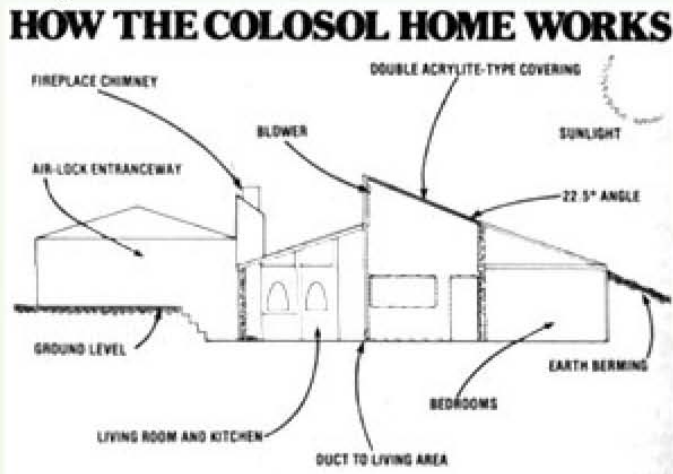 HOW THE COLOSOL HOME WORKS
FIREPLACE CHIMNEY
DOUBLE ACRYLITE-TYPE COVERING
BLOWER
SUNLIGHT
AIR-LOCK ENTRANCEWAY
22.5° ANGLE
GROUND LEVEL
EARTH BERMING
BEDROOMS
LIVING ROOM AND KITCHEN
DUCT TO LIVING AREA